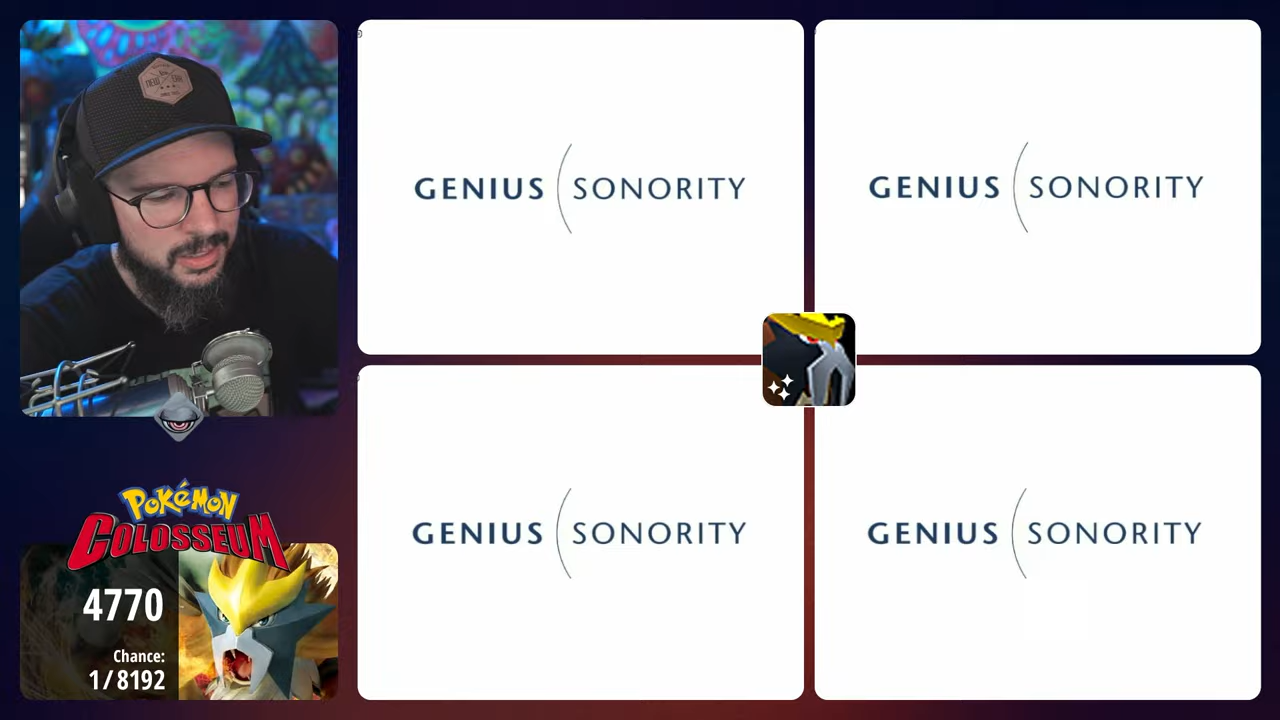 GENIUS SONORITY
GENIUS SONORITY
GENIUS SONORITY
GENIUS SONORITY
POKéMON
COLOSSEUM
4770
Chance:
1/8192